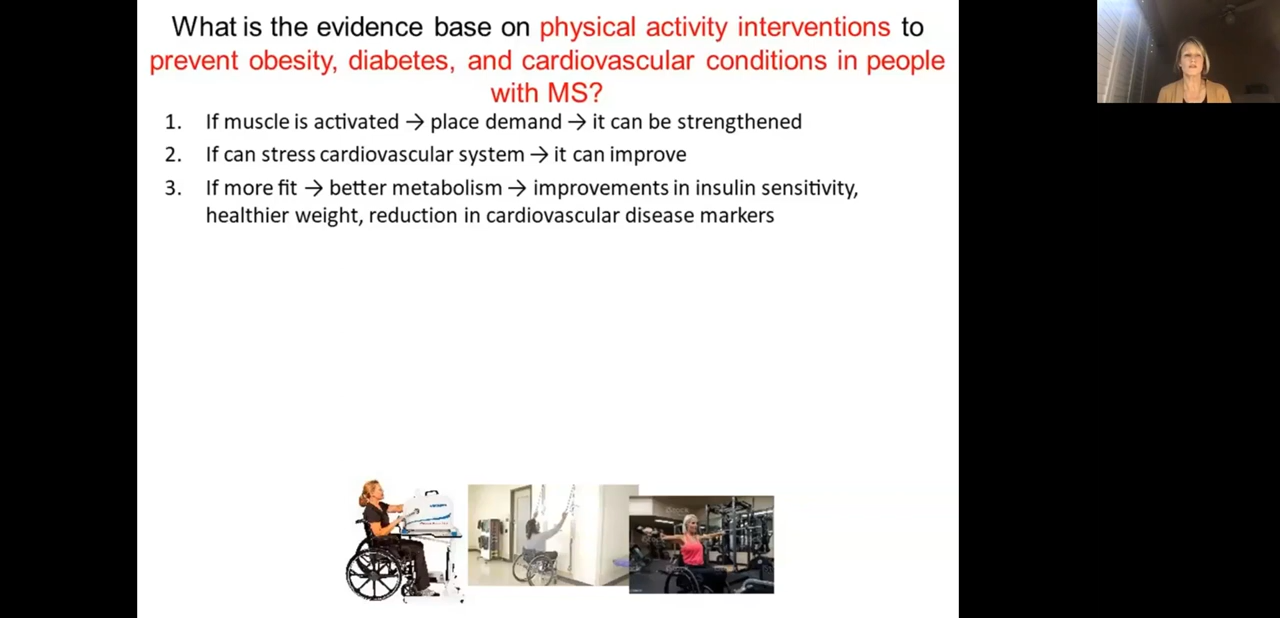 What is the evidence base on physical activity interventions to
prevent obesity, diabetes, and cardiovascular conditions in people
with MS?
1. If muscle is activated → place demand → it can be strengthened
2. If can stress cardiovascular system → it can improve
3. If more fit → better metabolism → improvements in insulin sensitivity,
healthier weight, reduction in cardiovascular disease markers